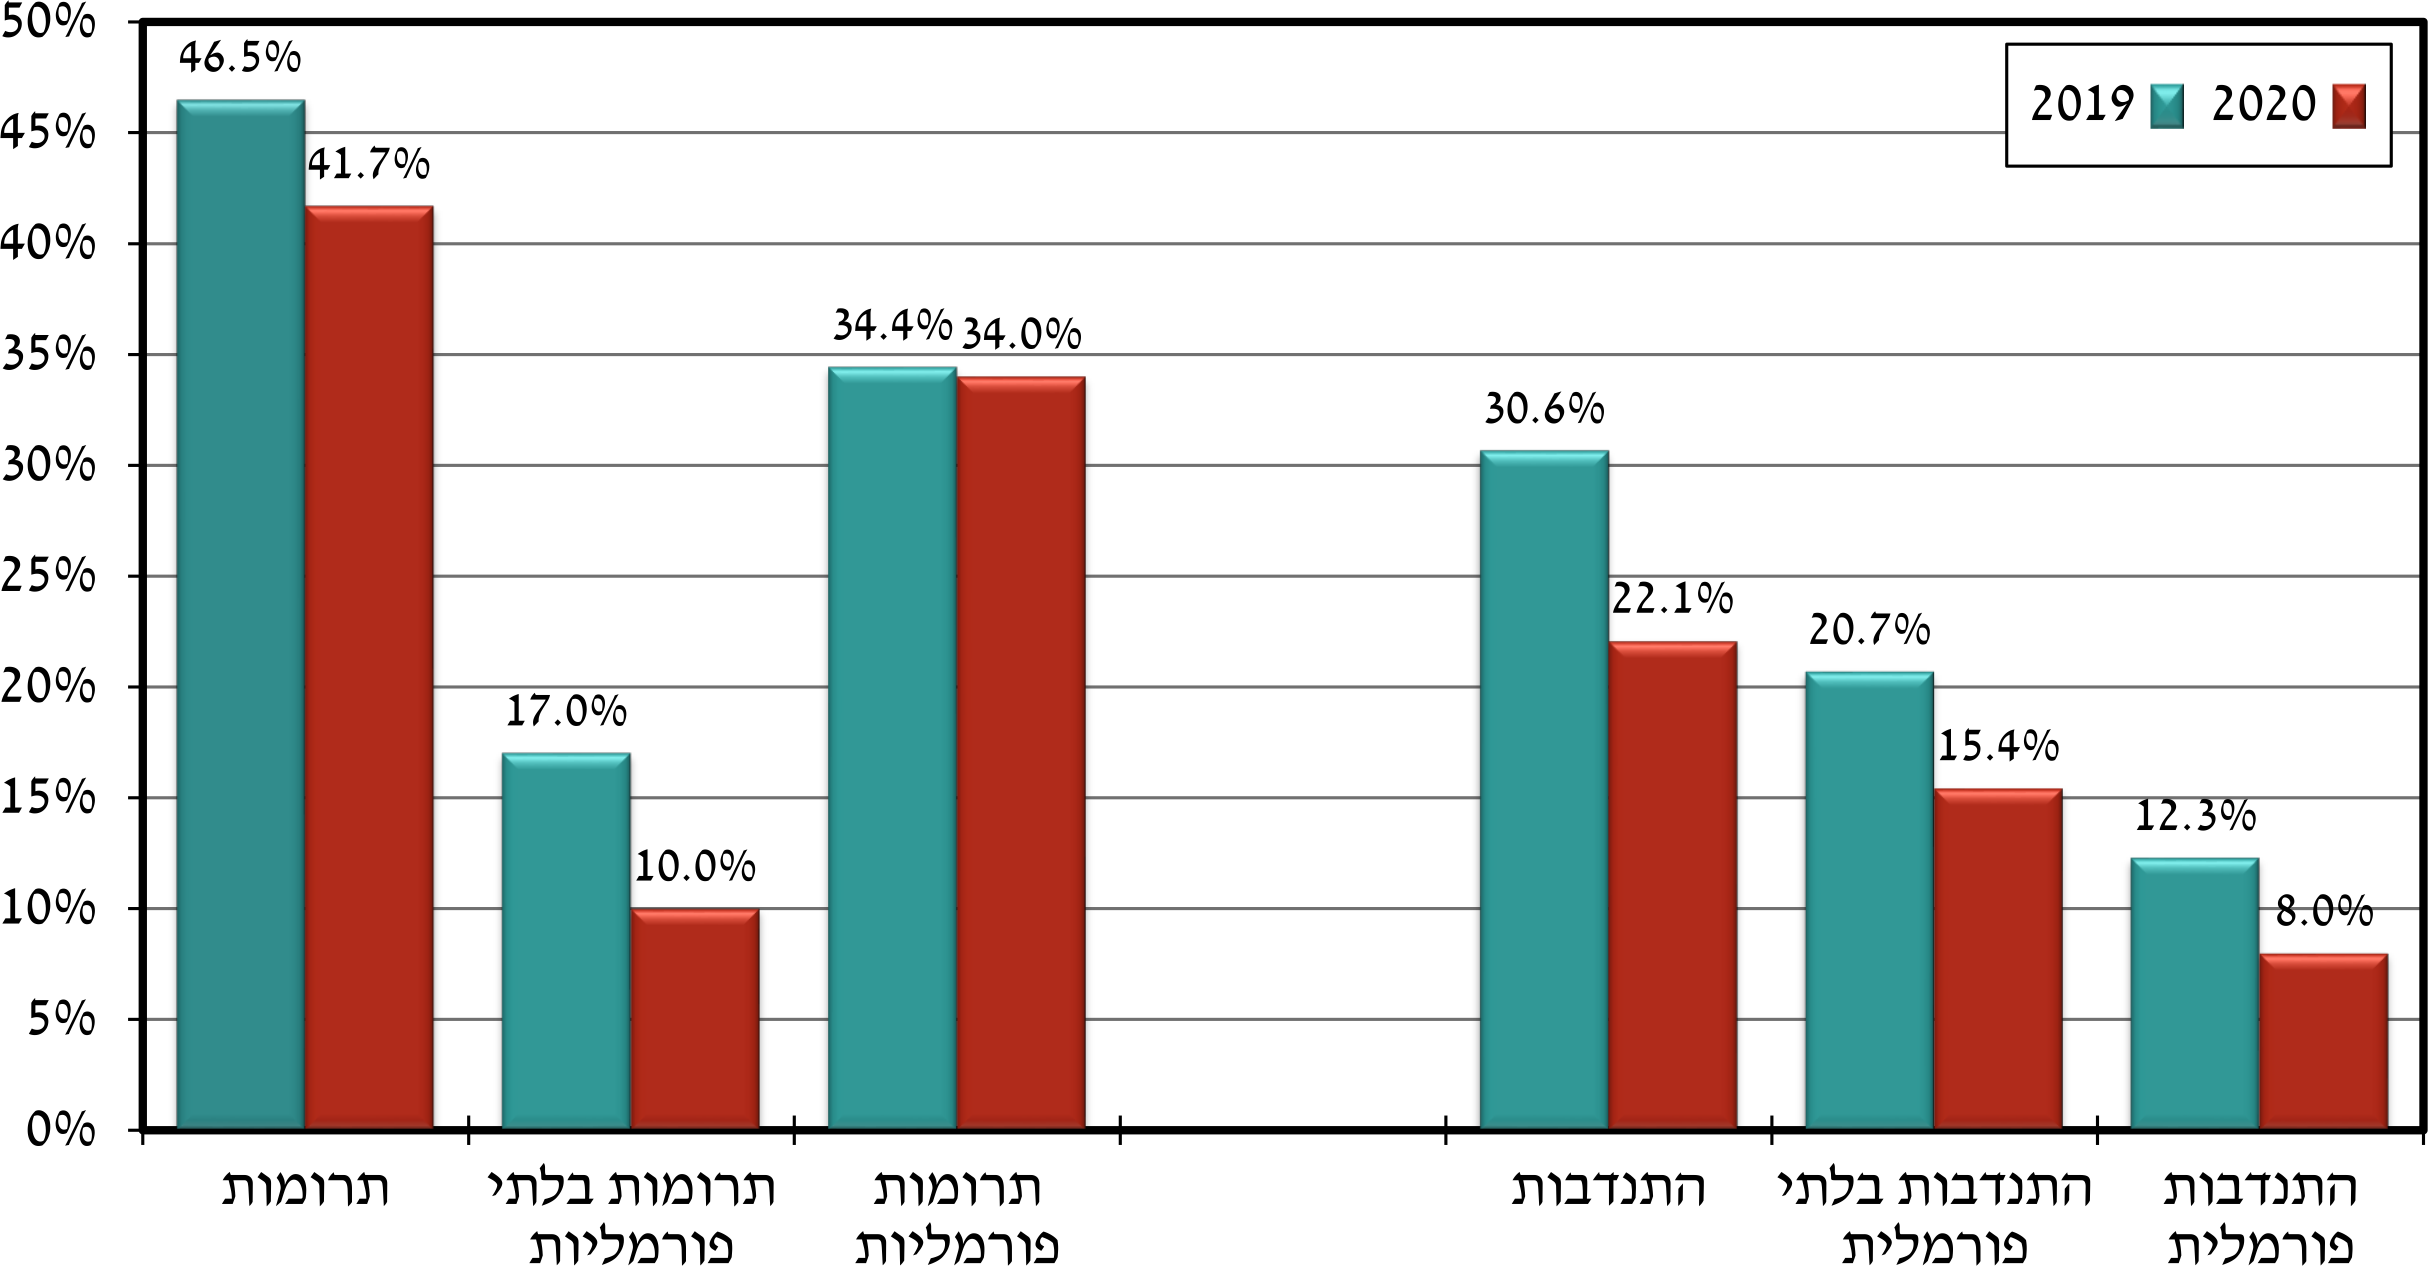 50%
45%
40%
35%
30%
25%
20%
15%
10%
5%
0%
2019 2020
46.5%
41.7%
17.0%
10.0%
34.4%
34.0%
30.6%
22.1%
20.7%
15.4%
12.3%
8.0%
תרומות
תרומות בלתי
פורמליות
תרומות
פורמליות
התנדבות
התנדבות בלתי
פורמלית
התנדבות
פורמלית